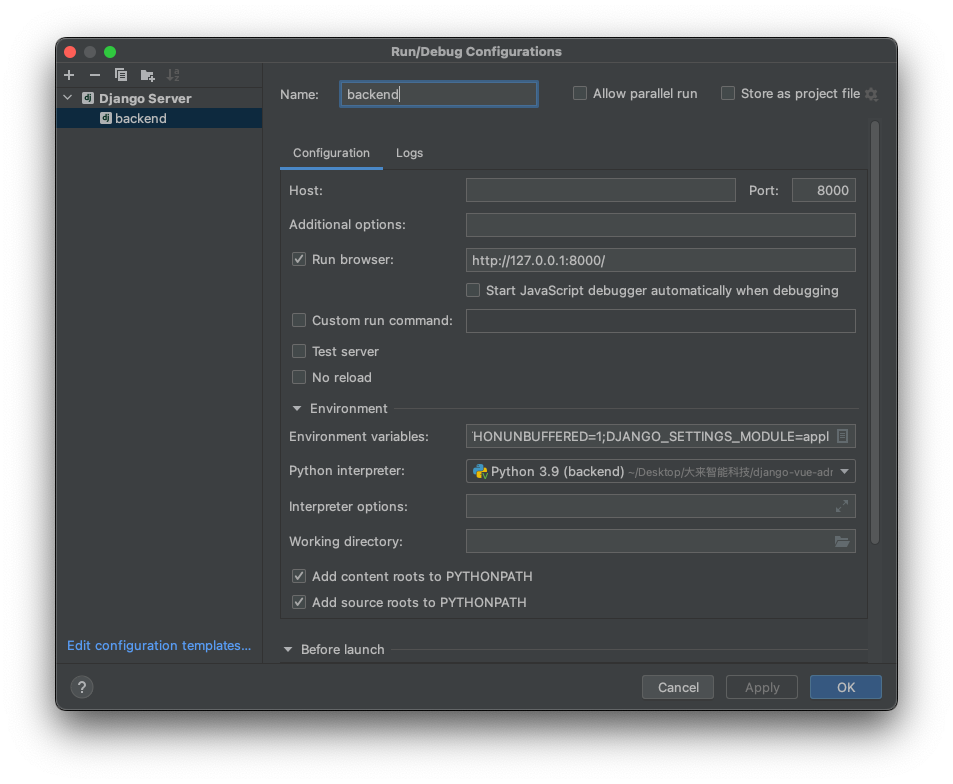 Run/Debug Configurations
Django Server
backend
Name: backend
Allow parallel run
Store as project file
Configuration
Logs
Host:
Port: 8000
Additional options:
Run browser: http://127.0.0.1:8000/
Start JavaScript debugger automatically when debugging
Custom run command:
Test server
No reload
Environment
Environment variables: HONUNBUFFERED=1;DJANGO_SETTINGS_MODULE=appl
Python interpreter: Python 3.9 (backend) ~/Desktop/大来智能科技/django-vue-adr
Interpreter options:
Working directory:
Add content roots to PYTHONPATH
Add source roots to PYTHONPATH
Before launch
Edit configuration templates...
?
Cancel
Apply
OK